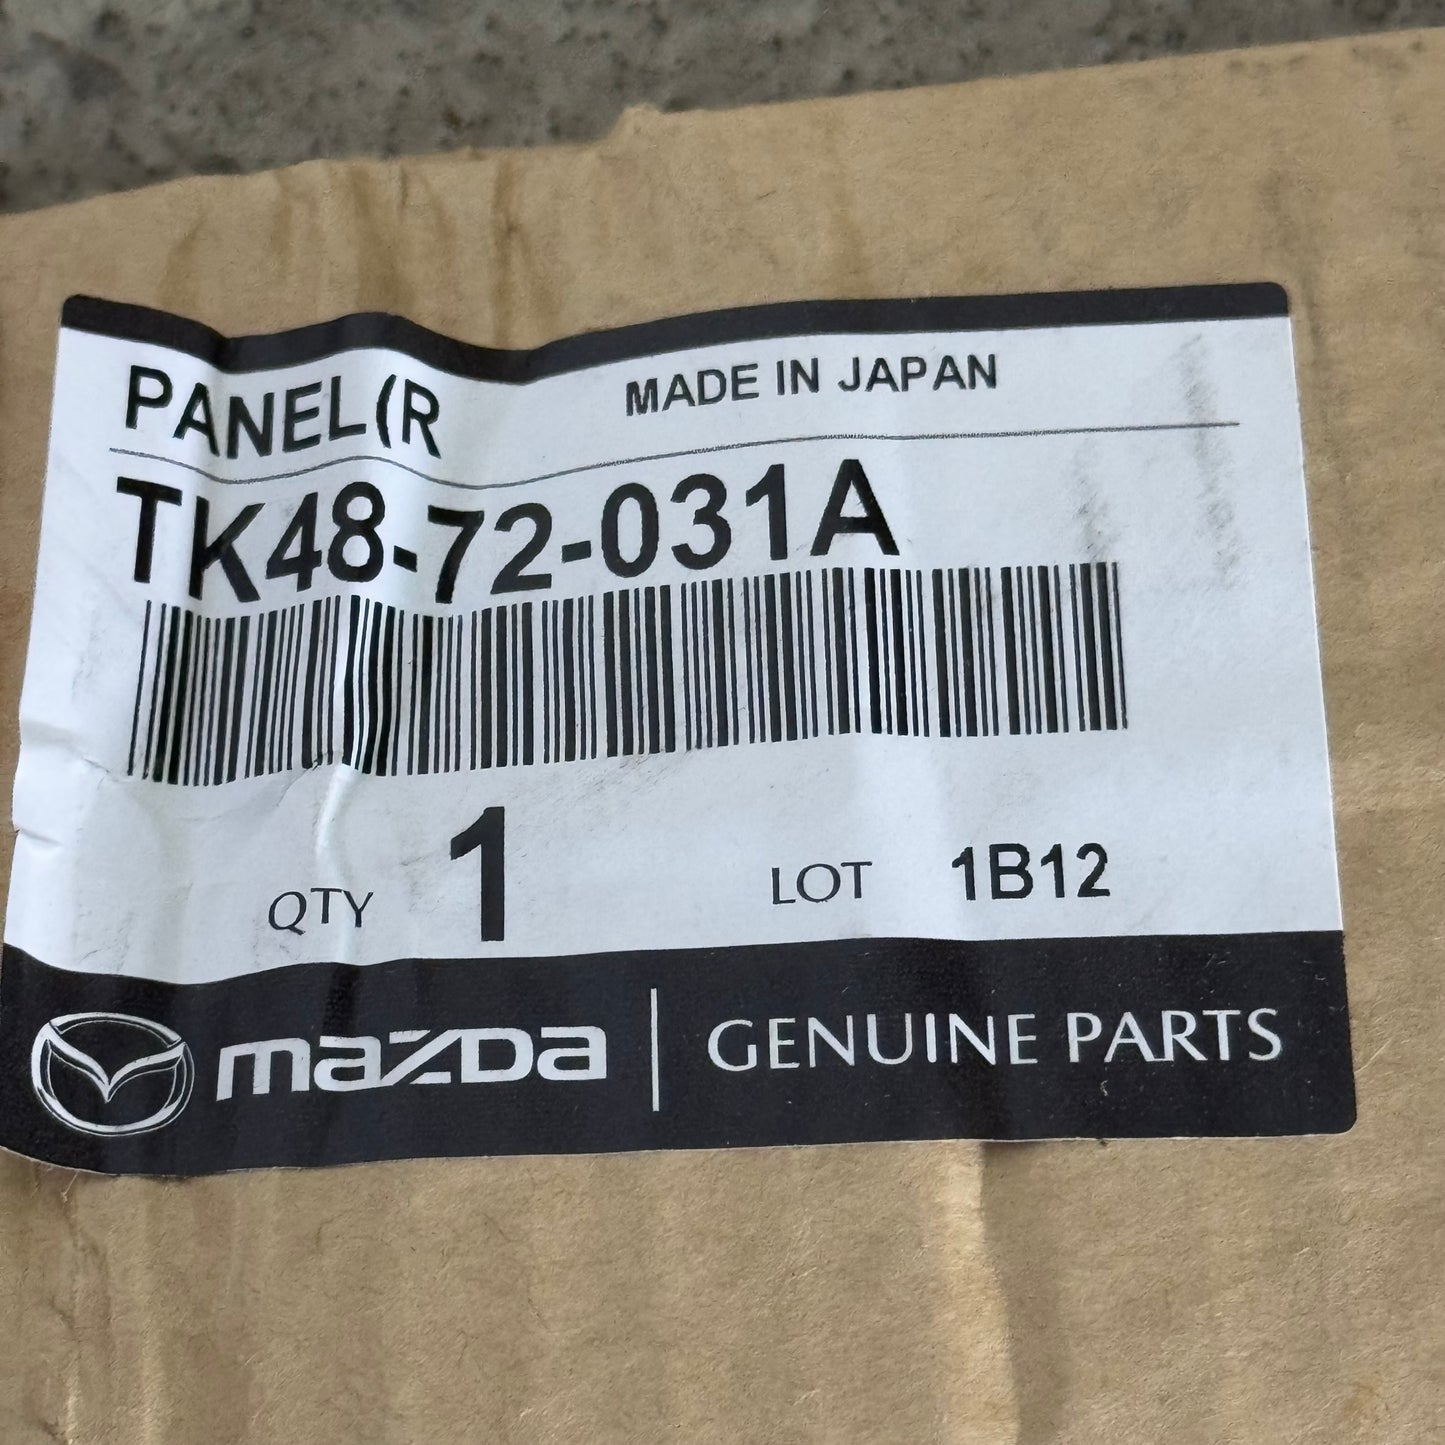 PANEL(R MADE IN JAPAN
TK48-72-031A
QTY 1 LOT 1B12
mazda GENUINE PARTS